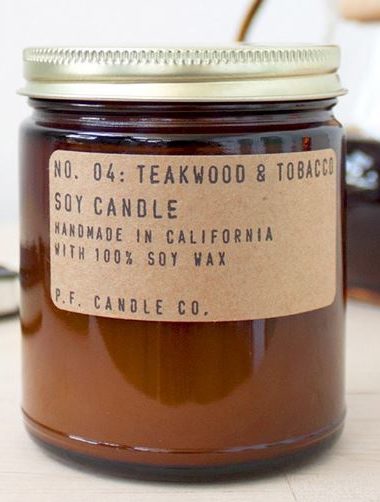 NO. 04: TEAKWOOD & TOBACCO
SOY CANDLE
HANDMADE IN CALIFORNIA
WITH 100% SOY WAX
P.F. CANDLE CO.